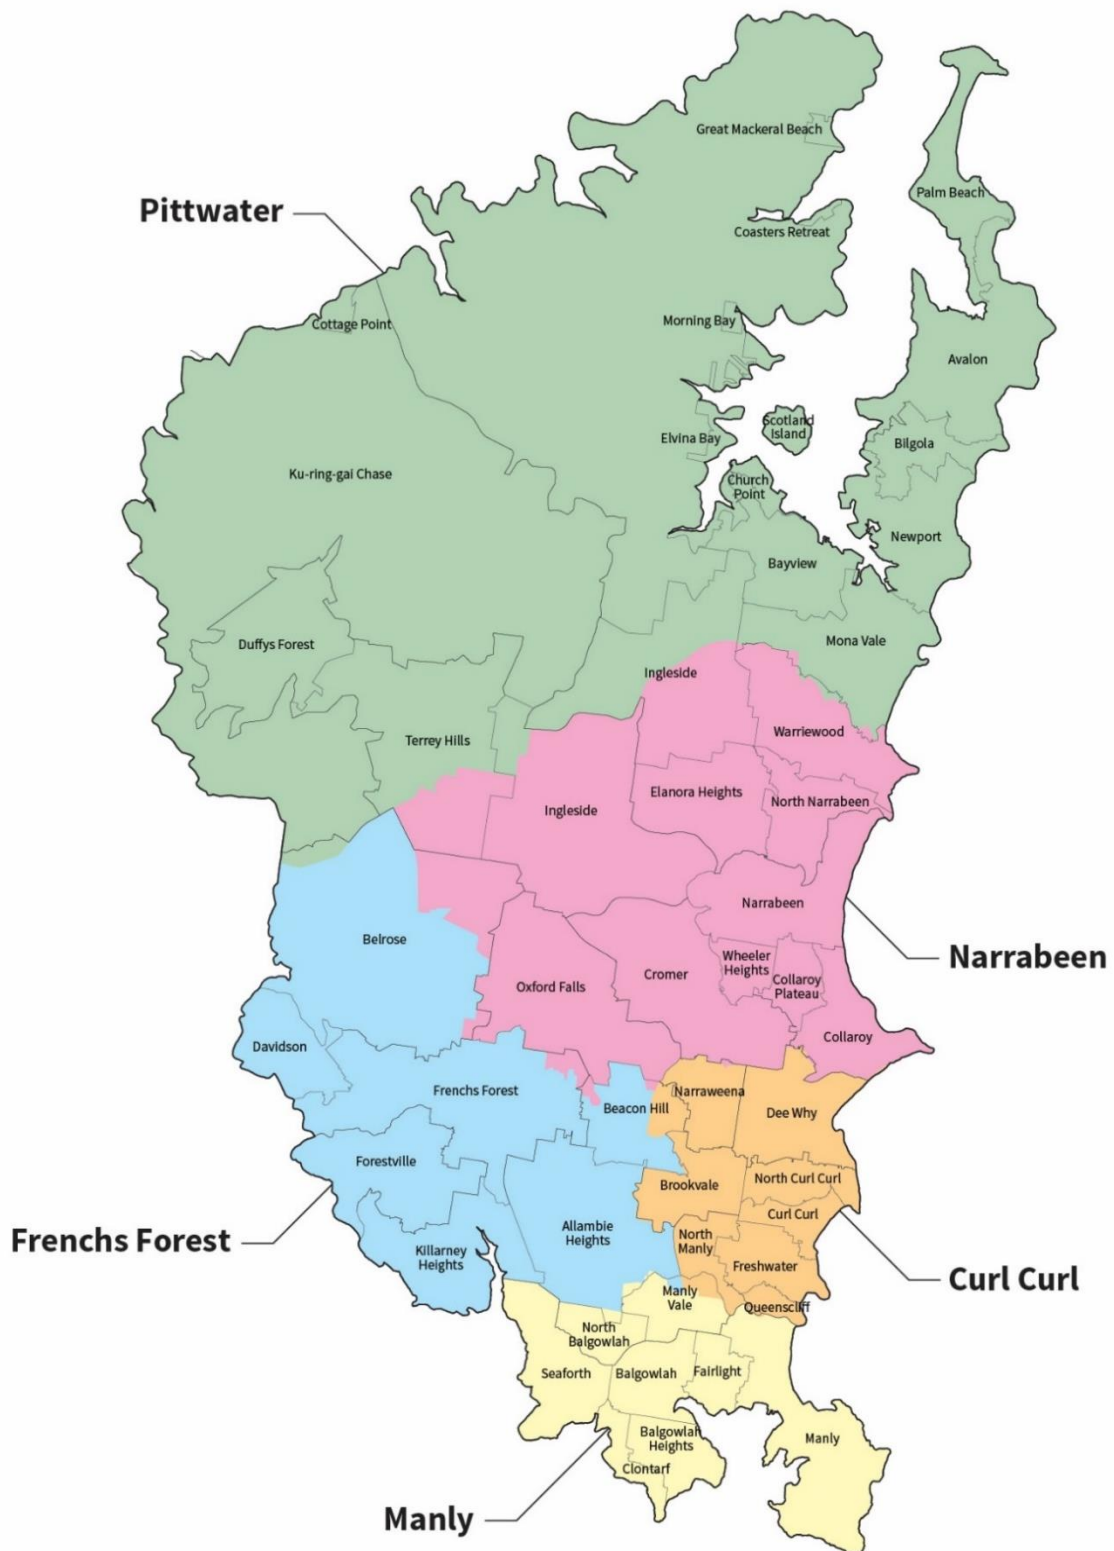 Great Mackeral Beach
Palm Beach
Pittwater
Coasters Retreat
Morning Bay
Cottage Point
Avalon
Scotland
Island
Elvina Bay
Bilgola
Ku-ring-gai Chase
Church
Point
Newport
Bayview
Duffys Forest
Mona Vale
Ingleside
Warriewood
Terrey Hills
Elanora Heights
North Narrabeen
Ingleside
Narrabeen
Belrose
Narrabeen
Wheeler
Heights
Cromer
Collaroy
Plateau
Oxford Falls
Collaroy
Davidson
Frenchs Forest
Narraweena
Beacon Hill
Dee Why
Forestville
North Curl Curl
Brookvale
Curl Curl
Allambie
Heights
North
Manly
Frenchs Forest
Killarney
Heights
Freshwater
Curl Curl
Manly
Vale
Queenscliff
North
Balgowlah
Seaforth
Balgowlah
Fairlight
Balgowlah
Heights
Manly
Clontarf
Manly